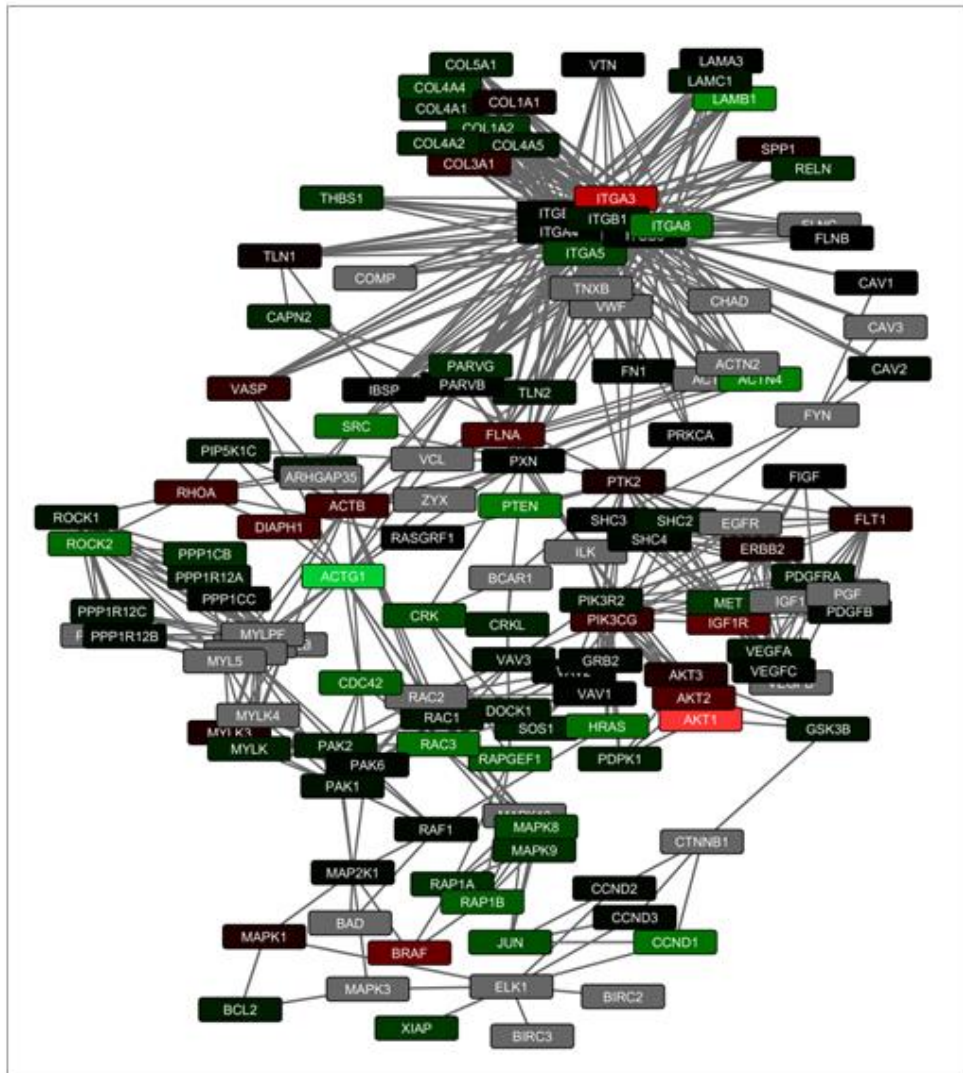 COL5A1
VTN
LAMA3
LAMC1
COL4A4
LAMB1
COL4A1
COL1A1
COL1A2
COL4A2
COL4A5
SPP1
COL3A1
RELN
THBS1
ITGA3
ITGB1
ITGA8
FLNB
ITGA5
TLN1
COMP
TNXB
CAV1
VWF
CHAD
CAPN2
CAV3
PARVG
ACTN2
FN1
CAV2
VASP
IBSP
PARVB
TLN2
ACTN4
FYN
SRC
FLNA
PRKCA
PIP5K1C
VCL
PXN
ARHGAP35
PTK2
FIGF
RHOA
ZYX
ACTB
PTEN
ROCK1
DIAPH1
SHC3
SHC2
EGFR
FLT1
ROCK2
RASGRF1
SHC4
PPP1CB
ILK
ERBB2
PPP1R12A
ACTG1
BCAR1
PDGFRA
PPP1CC
PIK3R2
MET
IGF1
PGF
PPP1R12C
CRK
PDGFB
PPP1R12B
MYLPF
CRKL
PIK3CG
IGF1R
MYL5
VAV3
GRB2
VEGFA
VEGFC
CDC42
AKT3
RAC2
VAV1
AKT2
MYLK4
RAC1
DOCK1
AKT1
MYLK3
SOS1
HRAS
GSK3B
MYLK
PAK2
RAC3
RAPGEF1
PAK6
PDPK1
PAK1
RAF1
MAPK8
CTNNB1
MAPK9
MAP2K1
RAP1A
CCND2
RAP1B
BAD
CCND3
MAPK1
BRAF
JUN
CCND1
MAPK3
ELK1
BIRC2
BCL2
XIAP
BIRC3